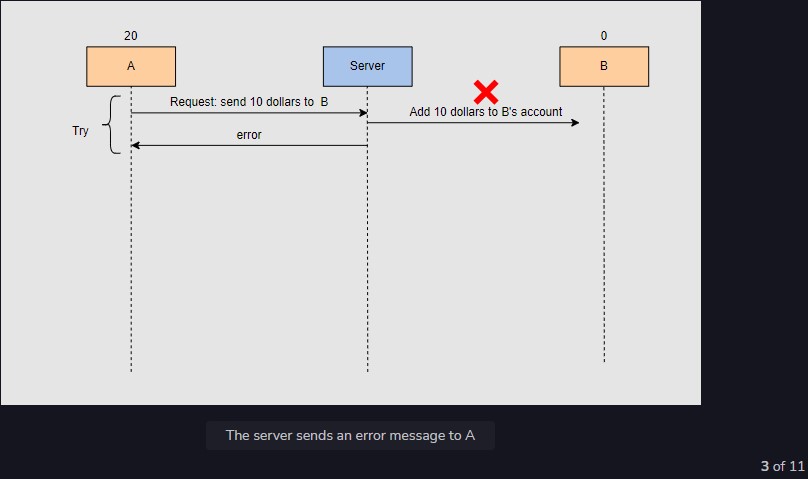 20
0
A
Server
B
Request: send 10 dollars to B
Add 10 dollars to B's account
Try
error
The server sends an error message to A
3 of 11